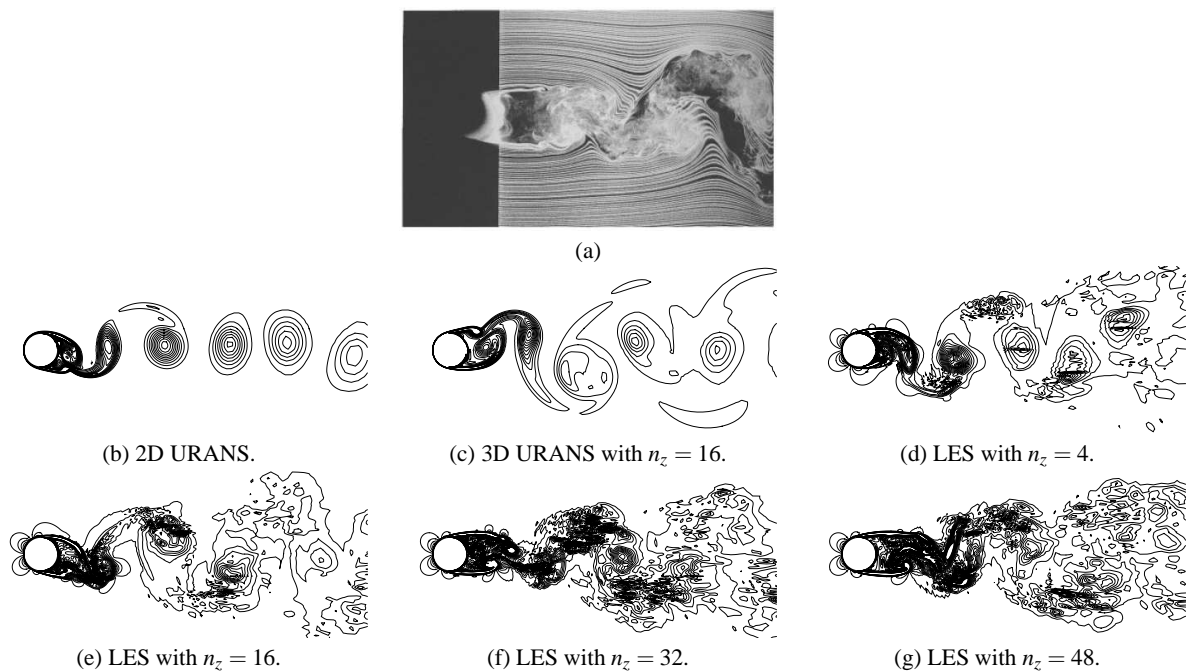 (a)
(b) 2D URANS.
(c) 3D URANS with n_z = 16.
(d) LES with n_z = 4.
(e) LES with n_z = 16.
(f) LES with n_z = 32.
(g) LES with n_z = 48.